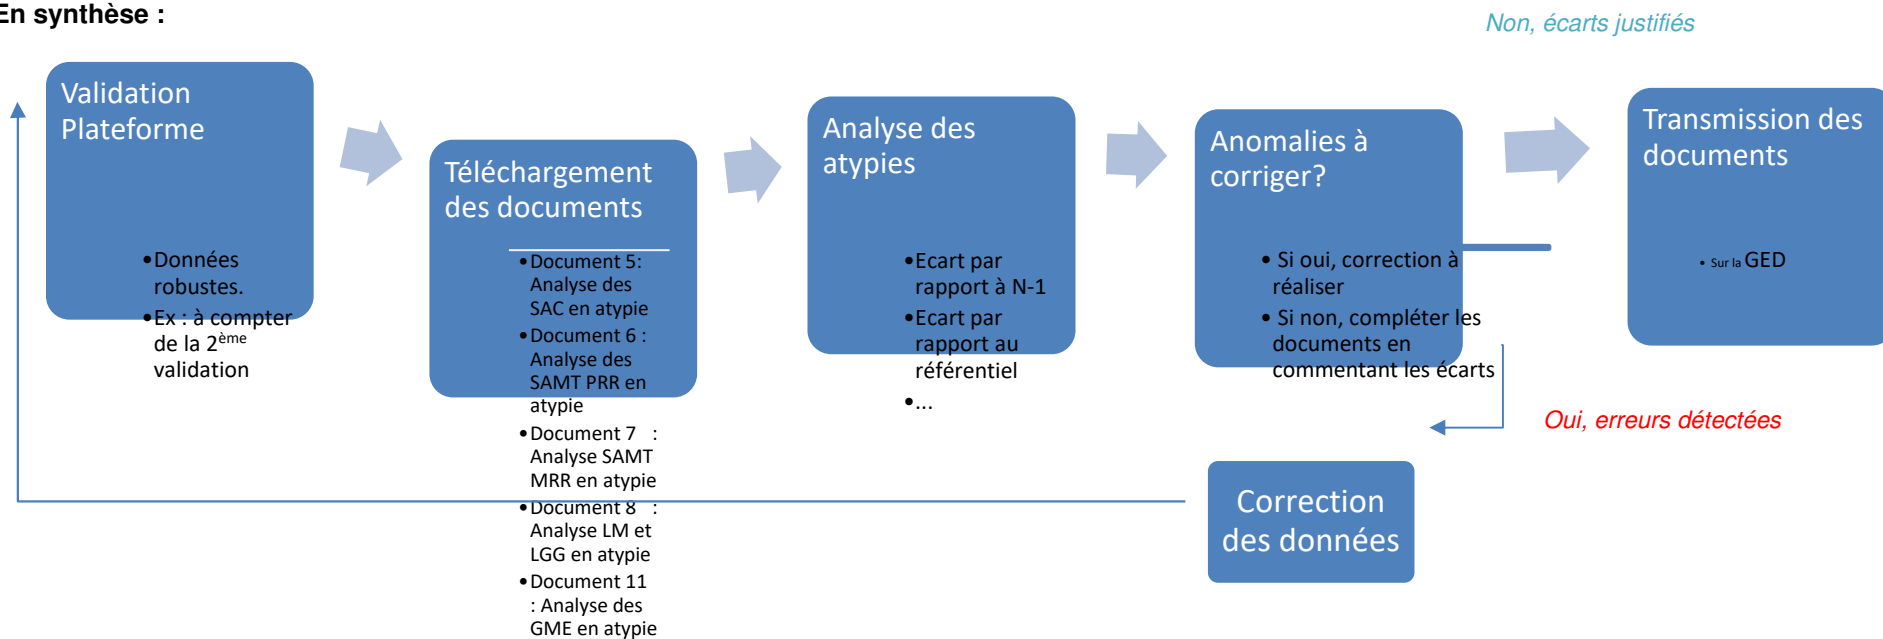 En synthèse :
Non, écarts justifiés
Validation
Plateforme
•Données
robustes.
•Ex : à compter
de la 2ème
validation
Téléchargement
des documents
•Document 5:
Analyse des
SAC en atypie
•Document 6 :
Analyse des
SAMT PRR en
atypie
•Document 7 :
Analyse SAMT
MRR en atypie
•Document 8 :
Analyse LM et
LGG en atypie
•Document 11
: Analyse des
GME en atypie
Analyse des
atypies
•Ecart par
rapport à N-1
•Ecart par
rapport au
référentiel
•...
Anomalies à
corriger?
• Si oui, correction à
réaliser
• Si non, compléter les
documents en
commentant les écarts
Transmission des
documents
• Sur la GED
Oui, erreurs détectées
Correction
des données